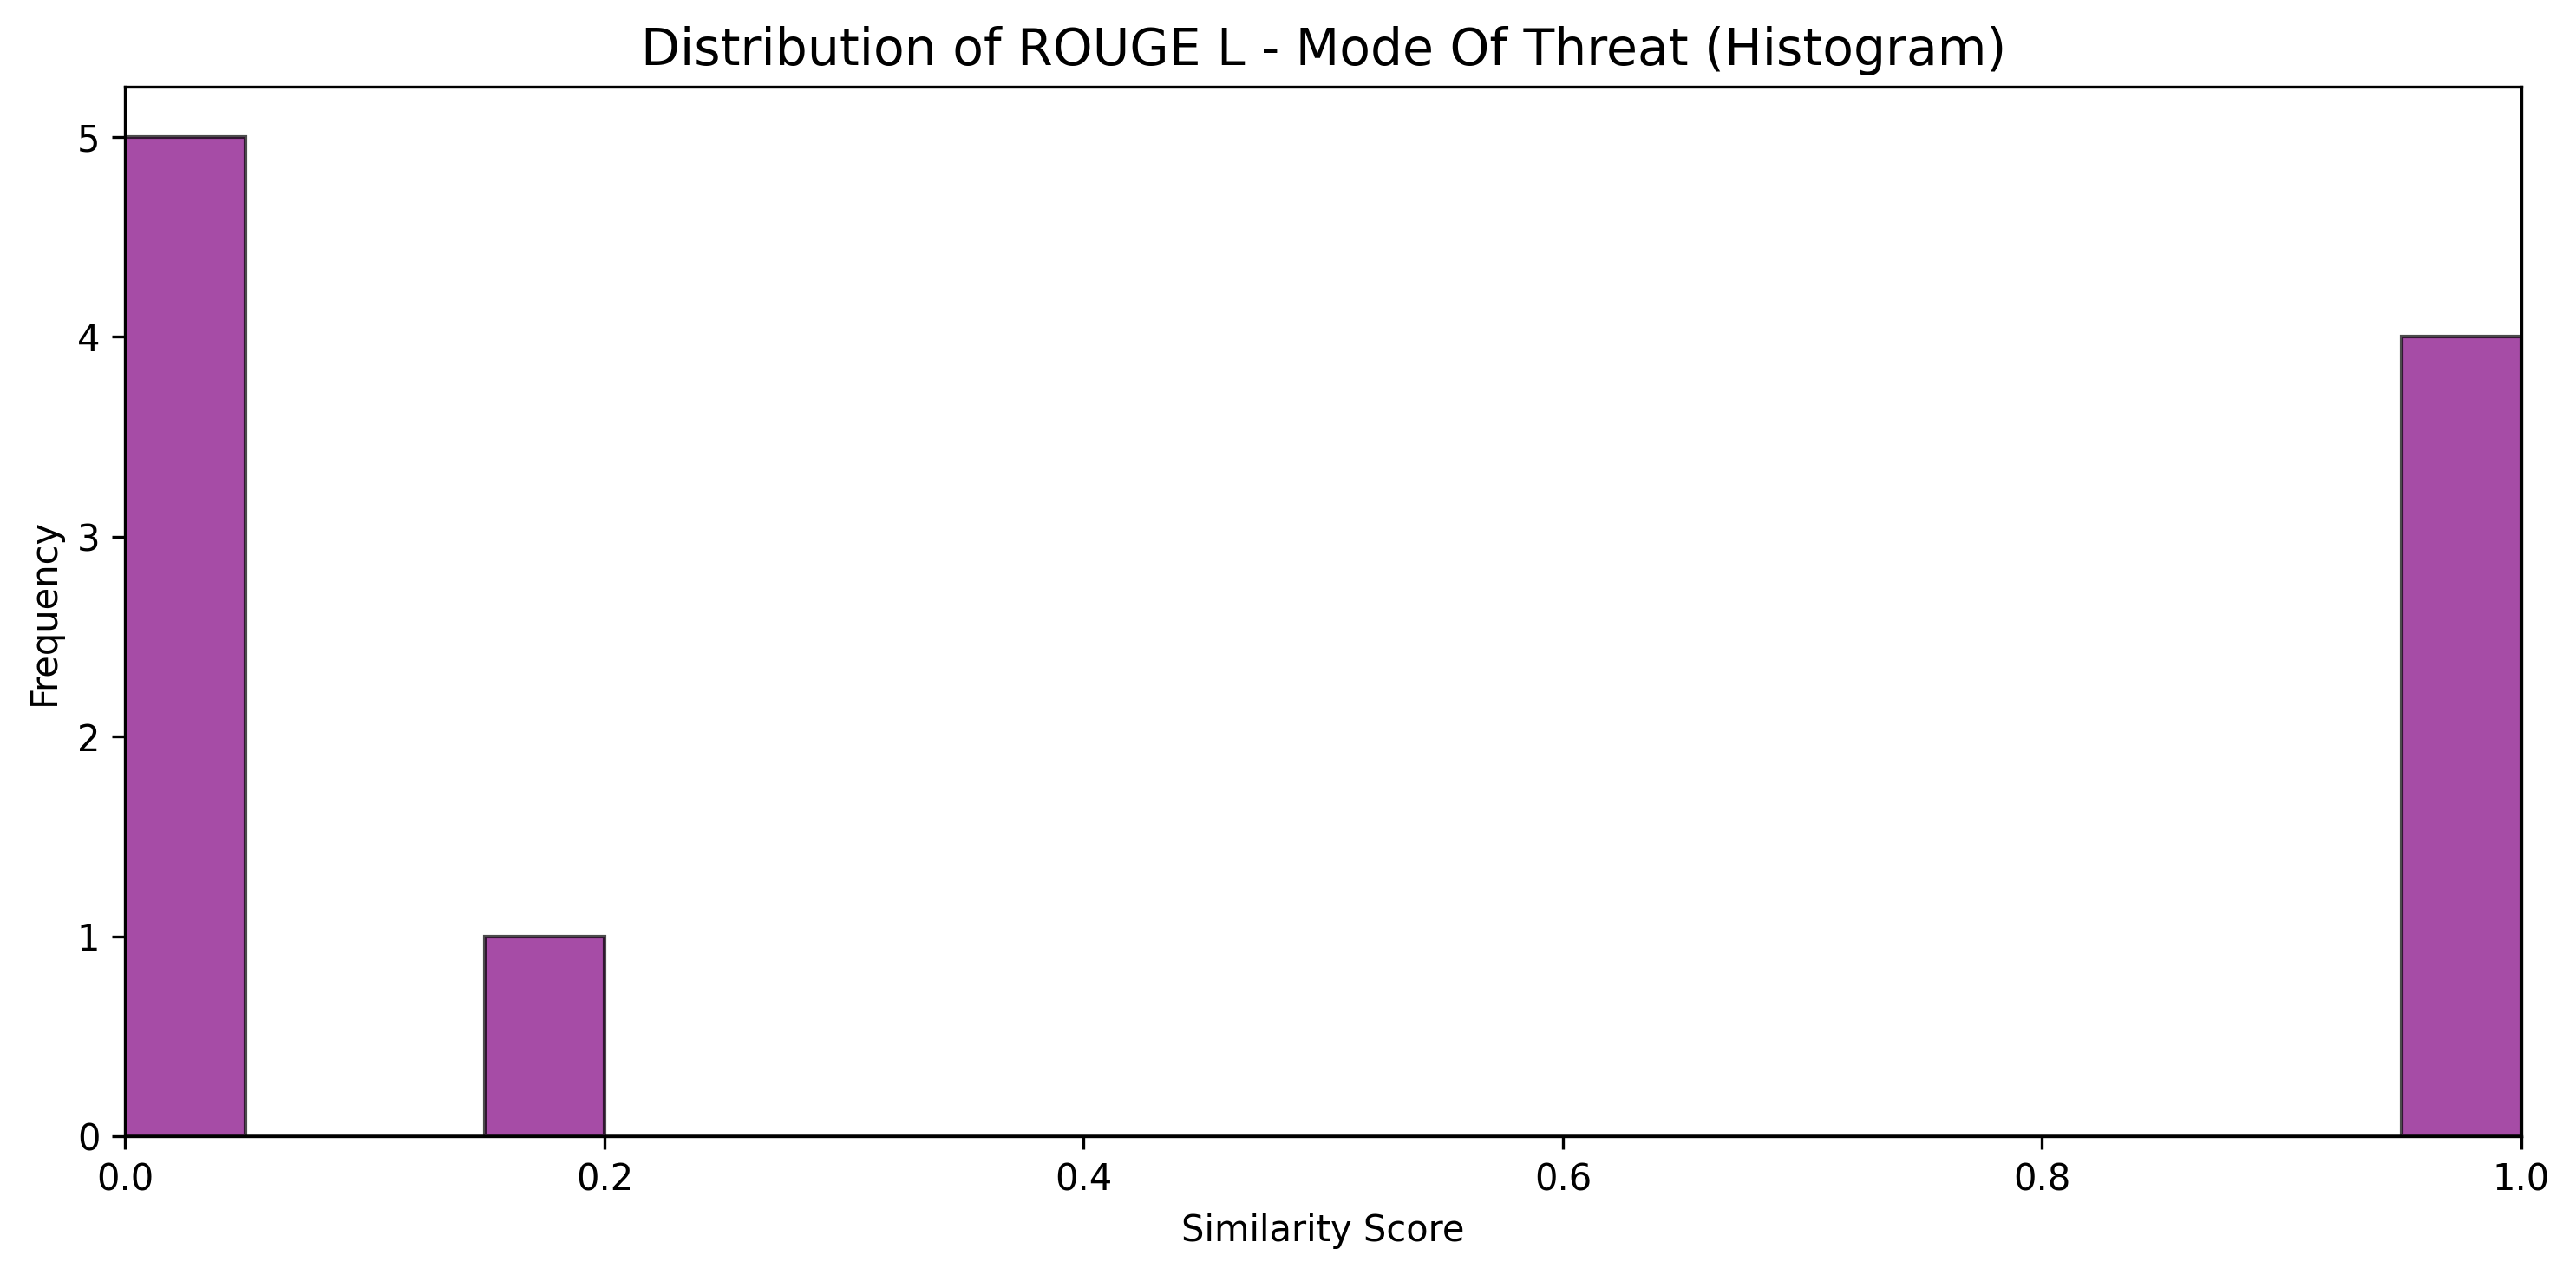 Distribution of ROUGE L - Mode Of Threat (Histogram)
5
4
3
2
1
0
Frequency
0.0 0.2 0.4 0.6 0.8 1.0
Similarity Score